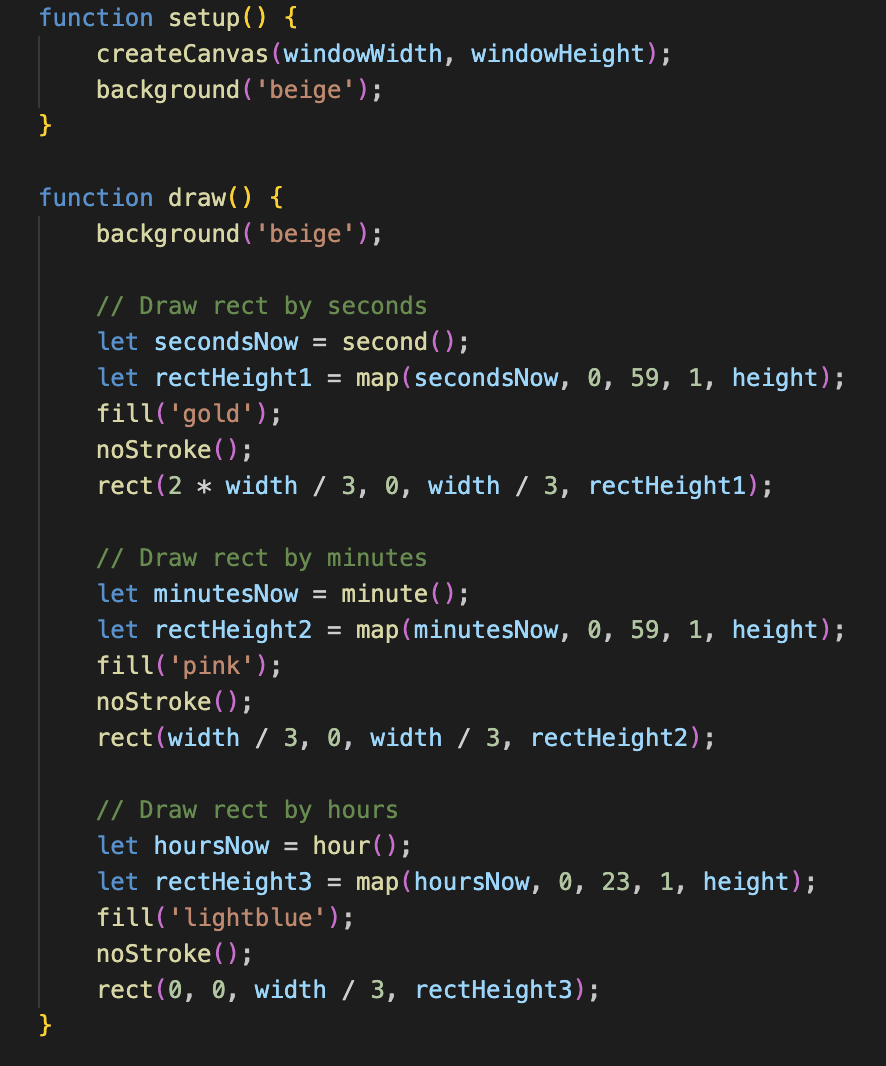 function setup() {
    createCanvas(windowWidth, windowHeight);
    background('beige');
}

function draw() {
    background('beige');

    // Draw rect by seconds
    let secondsNow = second();
    let rectHeight1 = map(secondsNow, 0, 59, 1, height);
    fill('gold');
    noStroke();
    rect(2 * width / 3, 0, width / 3, rectHeight1);

    // Draw rect by minutes
    let minutesNow = minute();
    let rectHeight2 = map(minutesNow, 0, 59, 1, height);
    fill('pink');
    noStroke();
    rect(width / 3, 0, width / 3, rectHeight2);

    // Draw rect by hours
    let hoursNow = hour();
    let rectHeight3 = map(hoursNow, 0, 23, 1, height);
    fill('lightblue');
    noStroke();
    rect(0, 0, width / 3, rectHeight3);
}